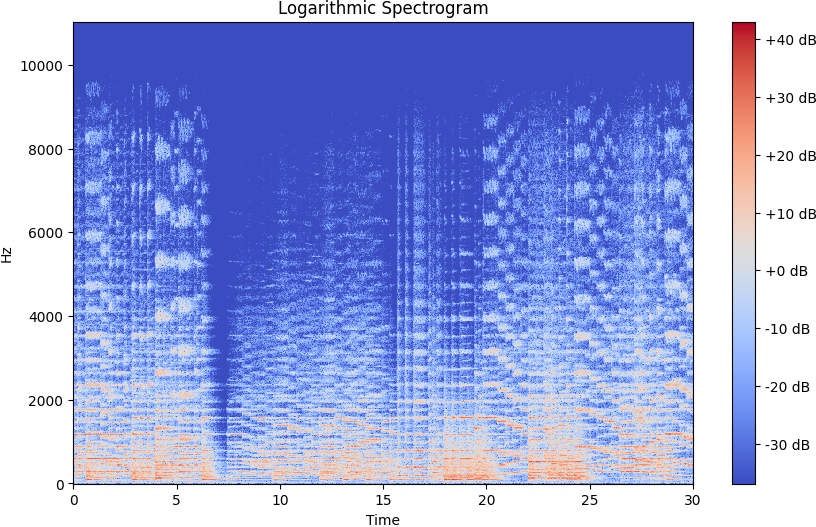 Logarithmic Spectrogram
Hz
10000
8000
6000
4000
2000
0
0 5 10 15 20 25 30
Time
+40 dB
+30 dB
+20 dB
+10 dB
+0 dB
-10 dB
-20 dB
-30 dB